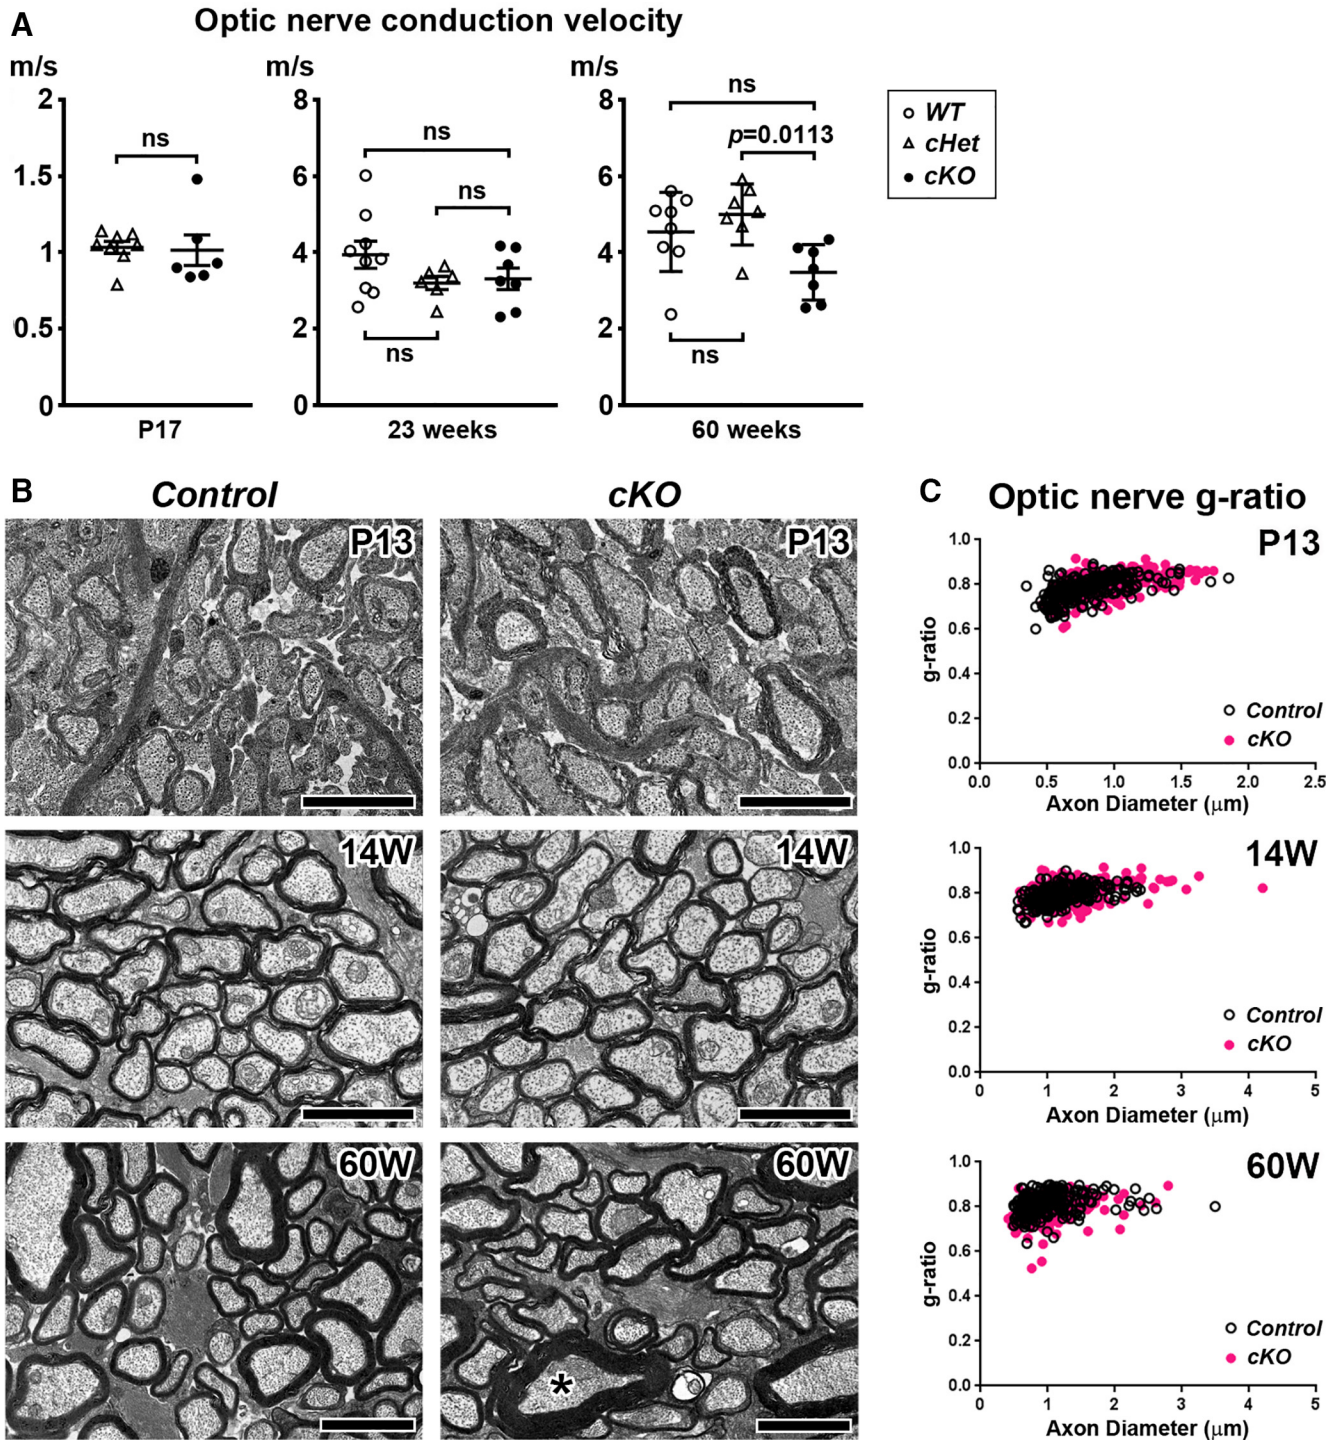 A
Optic nerve conduction velocity
m/s
m/s
m/s
2
1.5
1
0.5
0
ns
P17
8
6
4
2
0
ns
ns
ns
23 weeks
8
6
4
2
0
ns
p=0.0113
ns
60 weeks
WT
cHet
cKO
B
Control
cKO
P13
P13
14W
14W
60W
60W
*
C
Optic nerve g-ratio
P13
1.0
0.8
0.6
0.4
0.2
0.0
g-ratio
Control
cKO
0.0 0.5 1.0 1.5 2.0 2.5
Axon Diameter (μm)
14W
1.0
0.8
0.6
0.4
0.2
0.0
g-ratio
Control
cKO
0 1 2 3 4 5
Axon Diameter (μm)
60W
1.0
0.8
0.6
0.4
0.2
0.0
g-ratio
Control
cKO
0 1 2 3 4 5
Axon Diameter (μm)